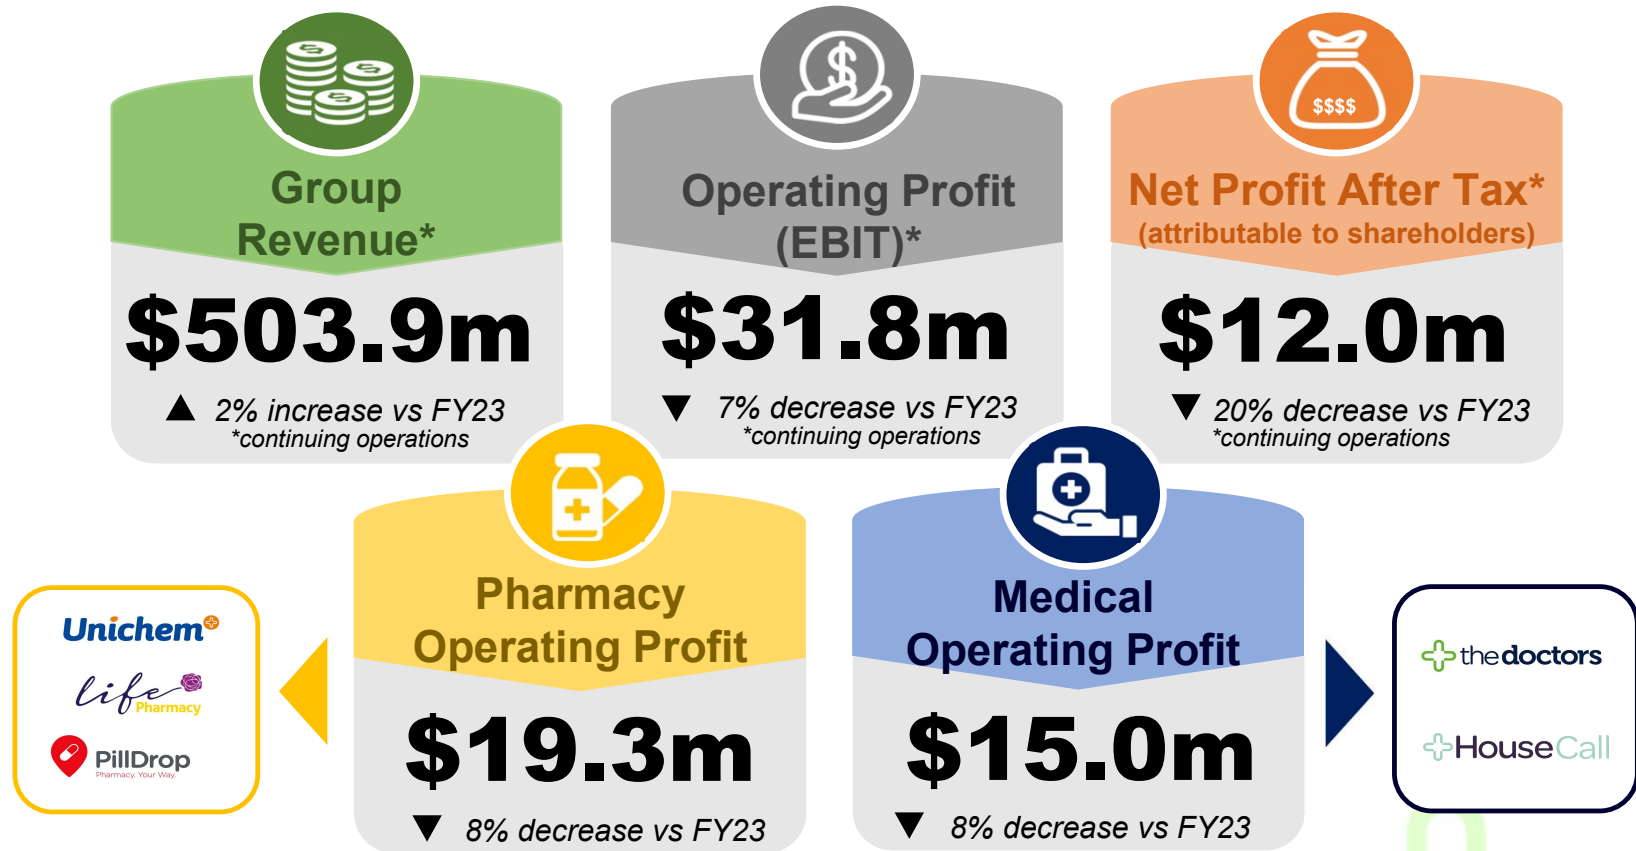 $$$$
Group
Revenue*
$503.9m
▲ 2% increase vs FY23
*continuing operations
Operating Profit
(EBIT)*
$31.8m
▼ 7% decrease vs FY23
*continuing operations
Net Profit After Tax*
(attributable to shareholders)
$12.0m
▼ 20% decrease vs FY23
*continuing operations
Unichem
life
Pharmacy
PillDrop
Pharmacy. Your Way.
Pharmacy
Operating Profit
$19.3m
▼ 8% decrease vs FY23
Medical
Operating Profit
$15.0m
▼ 8% decrease vs FY23
the doctors
HouseCall